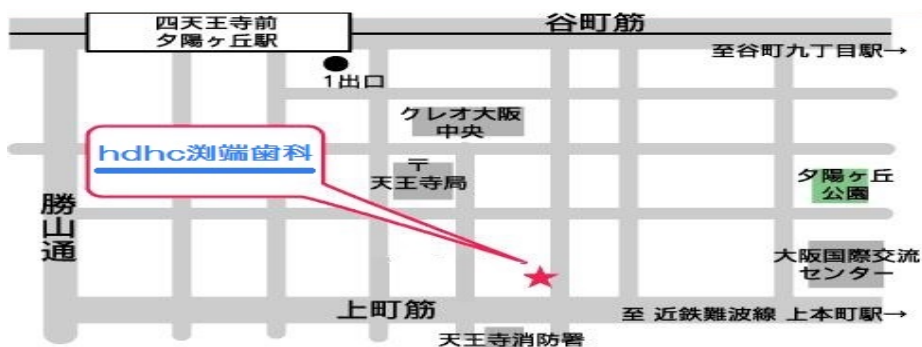 四天王寺前
夕陽ヶ丘駅
谷町筋
至谷町九丁目駅→
1出口
クレオ大阪
中央
hdhc渕端歯科
〒
天王寺局
夕陽ヶ丘
公園
勝山通
大阪国際交流
センター
上町筋
至 近鉄難波線 上本町駅→
天王寺消防署